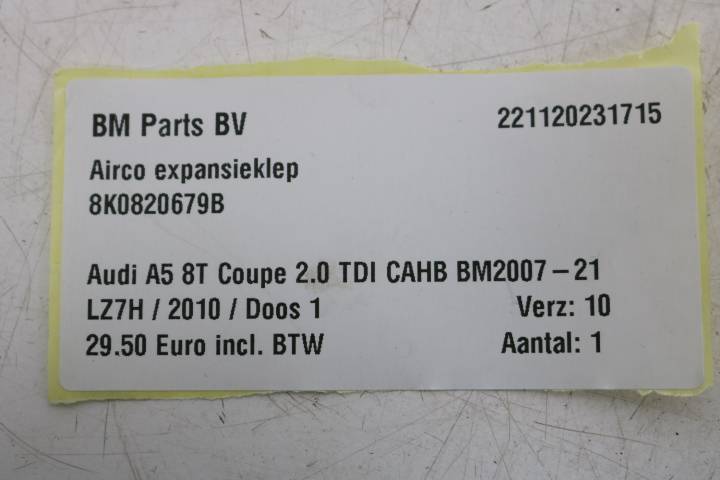 BM Parts BV 221120231715
Airco expansieklep
8K0820679B
Audi A5 8T Coupe 2.0 TDI CAHB BM2007-21
LZ7H / 2010 / Doos 1 Verz: 10
29.50 Euro incl. BTW Aantal: 1